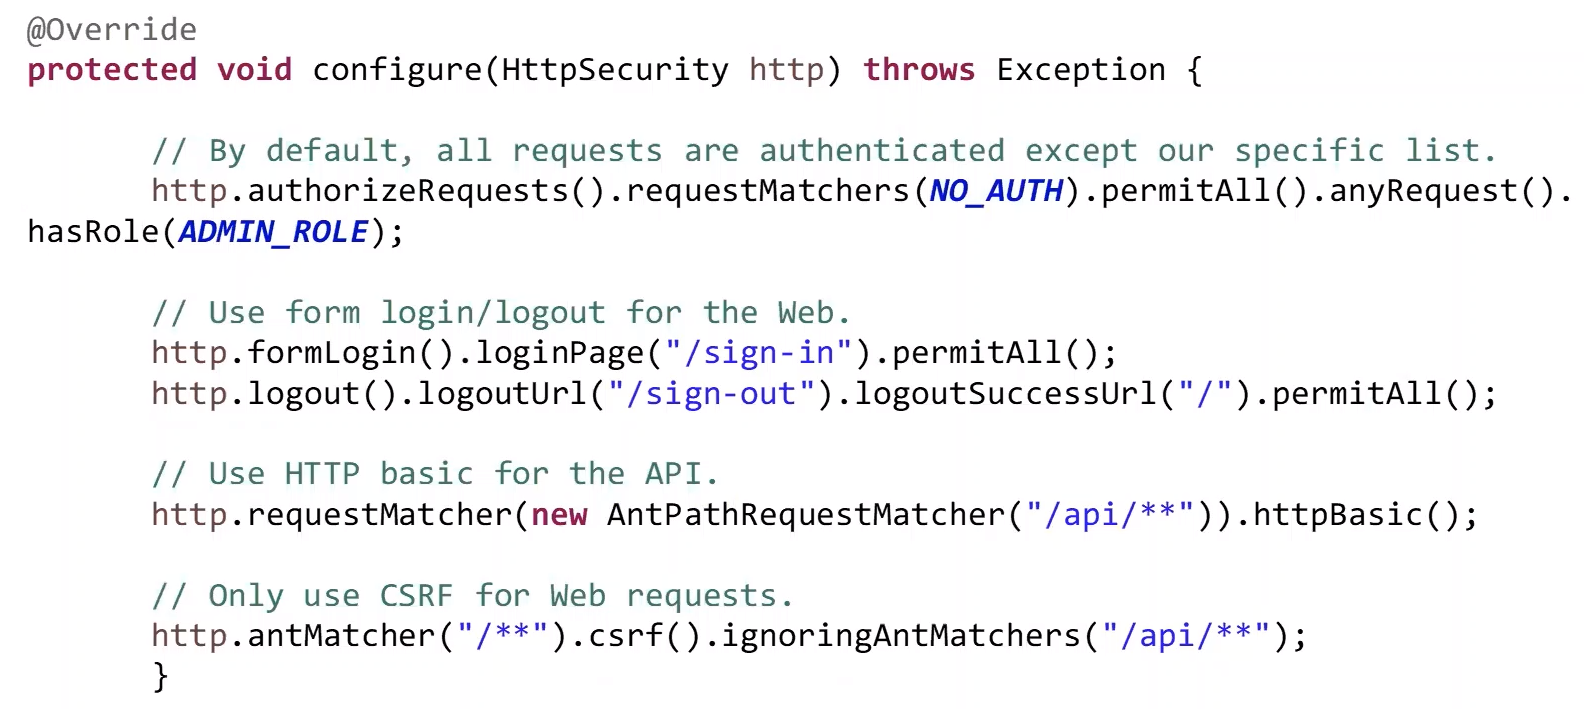 @Override
protected void configure(HttpSecurity http) throws Exception {
// By default, all requests are authenticated except our specific list.
http.authorizeRequests().requestMatchers(NO_AUTH).permitAll().anyRequest().
hasRole(ADMIN_ROLE);
// Use form login/logout for the Web.
http.formLogin().loginPage("/sign-in").permitAll();
http.logout().logoutUrl("/sign-out").logoutSuccessUrl("/").permitAll();
// Use HTTP basic for the API.
http.requestMatcher(new AntPathRequestMatcher("/api/**")).httpBasic();
// Only use CSRF for Web requests.
http.antMatcher("/**").csrf().ignoringAntMatchers("/api/**");
}